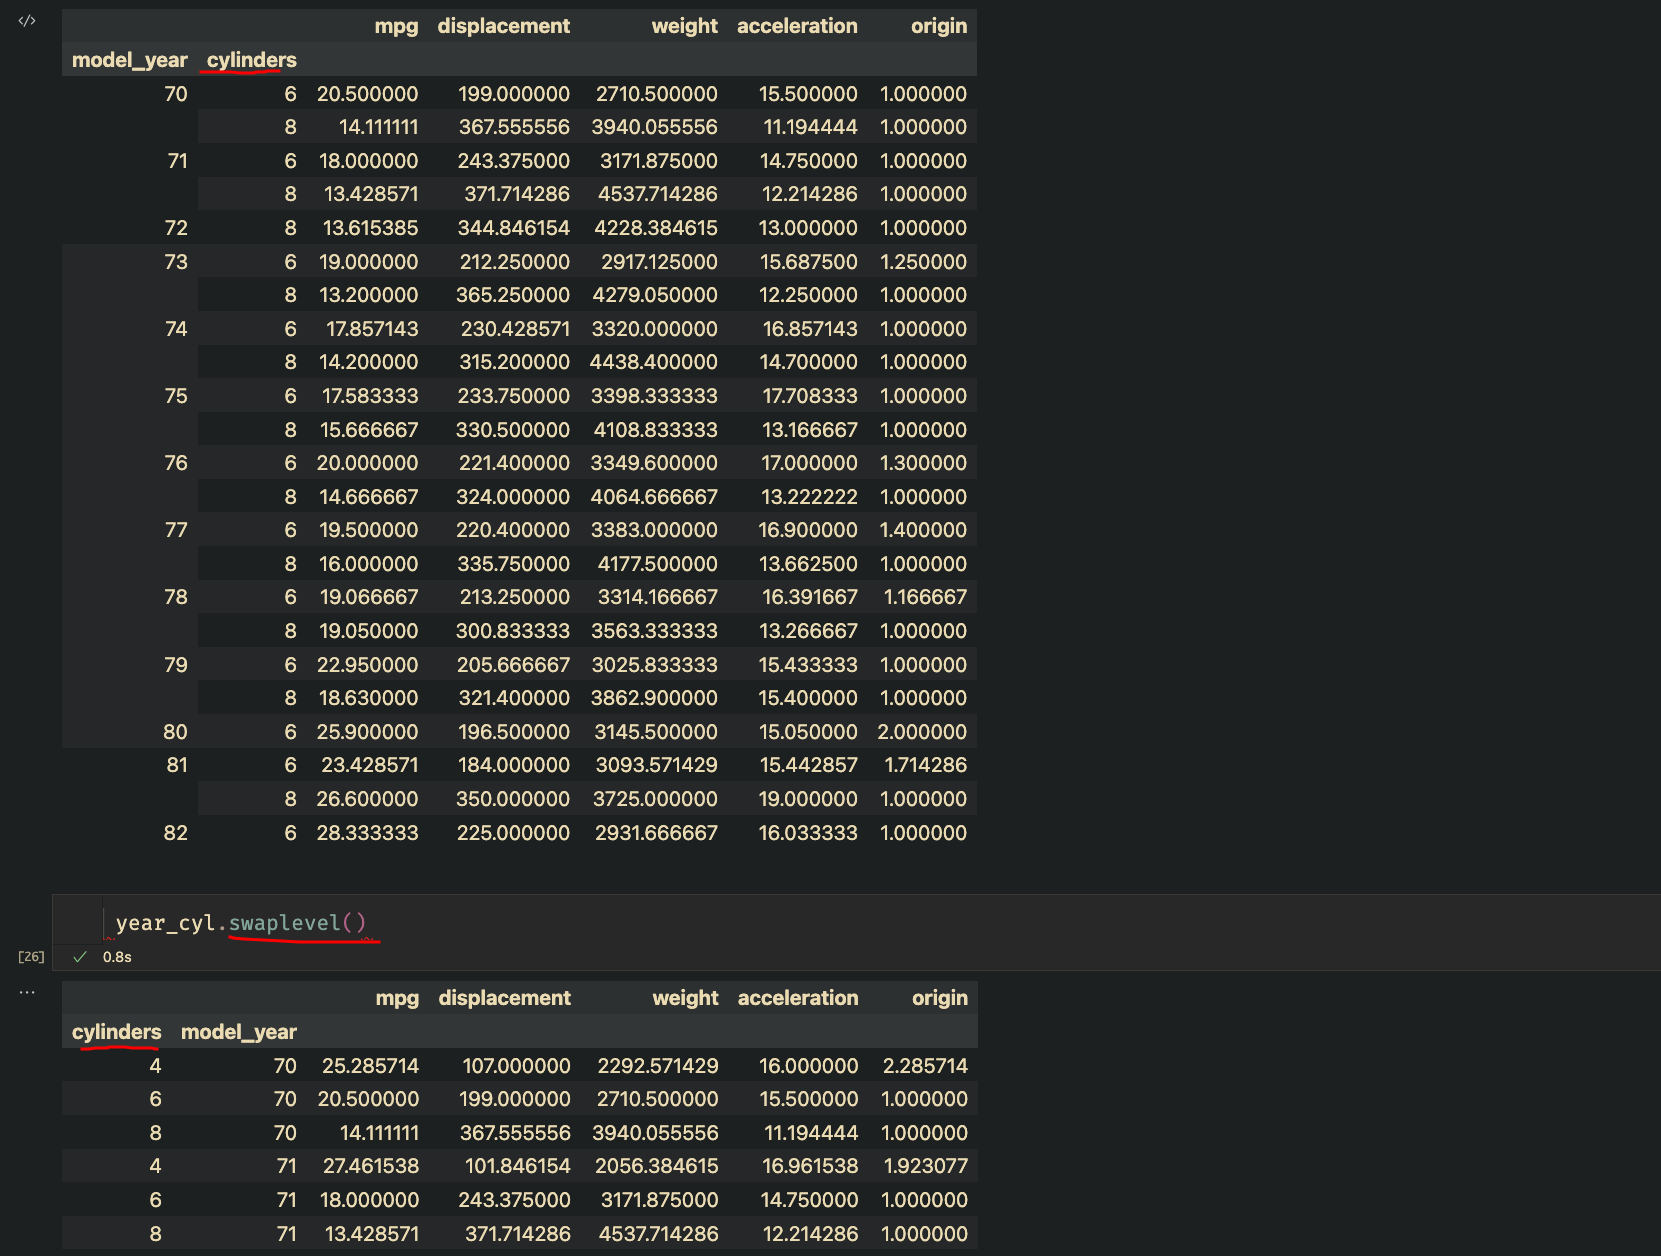 </>
mpg displacement weight acceleration origin
model_year cylinders
70 6 20.500000 199.000000 2710.500000 15.500000 1.000000
8 14.111111 367.555556 3940.055556 11.194444 1.000000
71 6 18.000000 243.375000 3171.875000 14.750000 1.000000
8 13.428571 371.714286 4537.714286 12.214286 1.000000
72 8 13.615385 344.846154 4228.384615 13.000000 1.000000
73 6 19.000000 212.250000 2917.125000 15.687500 1.250000
8 13.200000 365.250000 4279.050000 12.250000 1.000000
74 6 17.857143 230.428571 3320.000000 16.857143 1.000000
8 14.200000 315.200000 4438.400000 14.700000 1.000000
75 6 17.583333 233.750000 3398.333333 17.708333 1.000000
8 15.666667 330.500000 4108.833333 13.166667 1.000000
76 6 20.000000 221.400000 3349.600000 17.000000 1.300000
8 14.666667 324.000000 4064.666667 13.222222 1.000000
77 6 19.500000 220.400000 3383.000000 16.900000 1.400000
8 16.000000 335.750000 4177.500000 13.662500 1.000000
78 6 19.066667 213.250000 3314.166667 16.391667 1.166667
8 19.050000 300.833333 3563.333333 13.266667 1.000000
79 6 22.950000 205.666667 3025.833333 15.433333 1.000000
8 18.630000 321.400000 3862.900000 15.400000 1.000000
80 6 25.900000 196.500000 3145.500000 15.050000 2.000000
81 6 23.428571 184.000000 3093.571429 15.442857 1.714286
8 26.600000 350.000000 3725.000000 19.000000 1.000000
82 6 28.333333 225.000000 2931.666667 16.033333 1.000000
year_cyl.swaplevel()
[26] ✓ 0.8s
...
mpg displacement weight acceleration origin
cylinders model_year
4 70 25.285714 107.000000 2292.571429 16.000000 2.285714
6 70 20.500000 199.000000 2710.500000 15.500000 1.000000
8 70 14.111111 367.555556 3940.055556 11.194444 1.000000
4 71 27.461538 101.846154 2056.384615 16.961538 1.923077
6 71 18.000000 243.375000 3171.875000 14.750000 1.000000
8 71 13.428571 371.714286 4537.714286 12.214286 1.000000